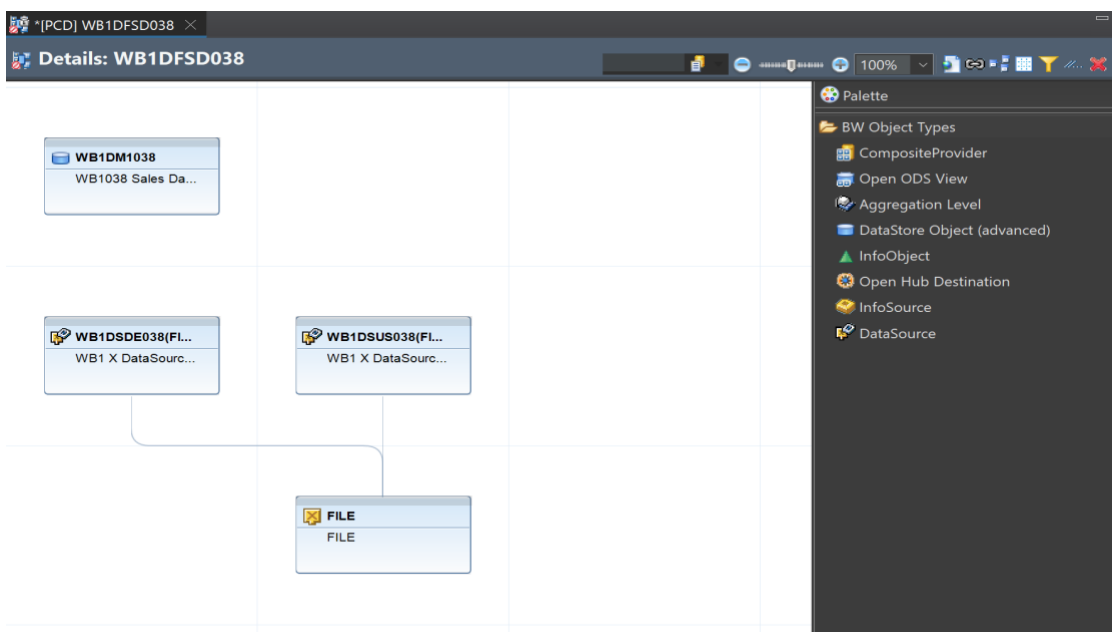 *[PCD] WB1DFSD038
Details: WB1DFSD038
100%
WB1DM1038
WB1038 Sales Da...
WB1DSDE038(FI...
WB1 X DataSourc...
WB1DSUS038(FI...
WB1 X DataSourc...
FILE
FILE
Palette
BW Object Types
CompositeProvider
Open ODS View
Aggregation Level
DataStore Object (advanced)
InfoObject
Open Hub Destination
InfoSource
DataSource